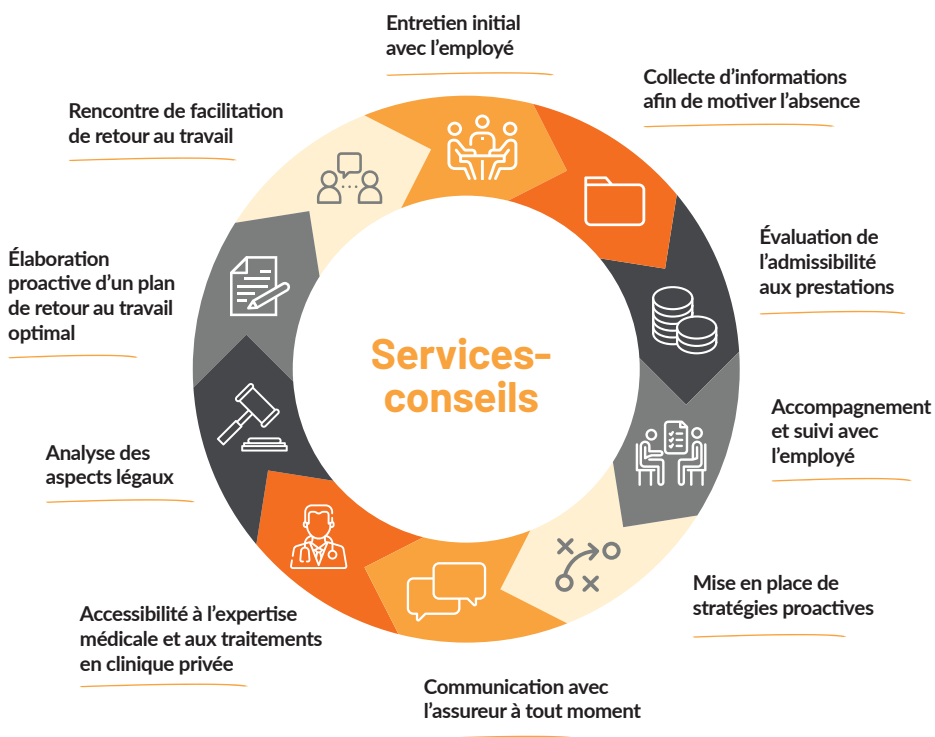 Entretien initial
avec l'employé
Collecte d'informations
afin de motiver l'absence
Évaluation de
l'admissibilité
aux prestations
Accompagnement
et suivi avec
l'employé
Mise en place de
stratégies proactives
Communication avec
l'assureur à tout moment
Accessibilité à l'expertise
médicale et aux traitements
en clinique privée
Analyse des
aspects légaux
Élaboration
proactive d'un plan
de retour au travail
optimal
Rencontre de facilitation
de retour au travail
Services-
conseils